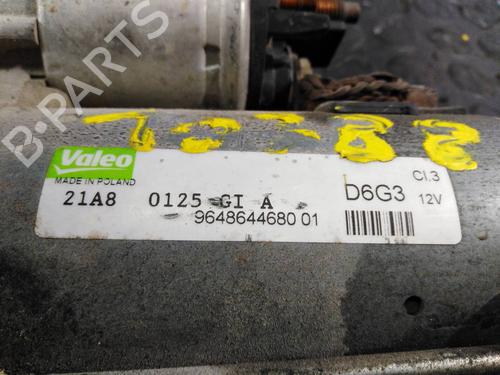 Valeo
MADE IN POLAND
21A8 0125 GI A
9648644680 01
D6G3
Cl.3
12V
B-PARTS